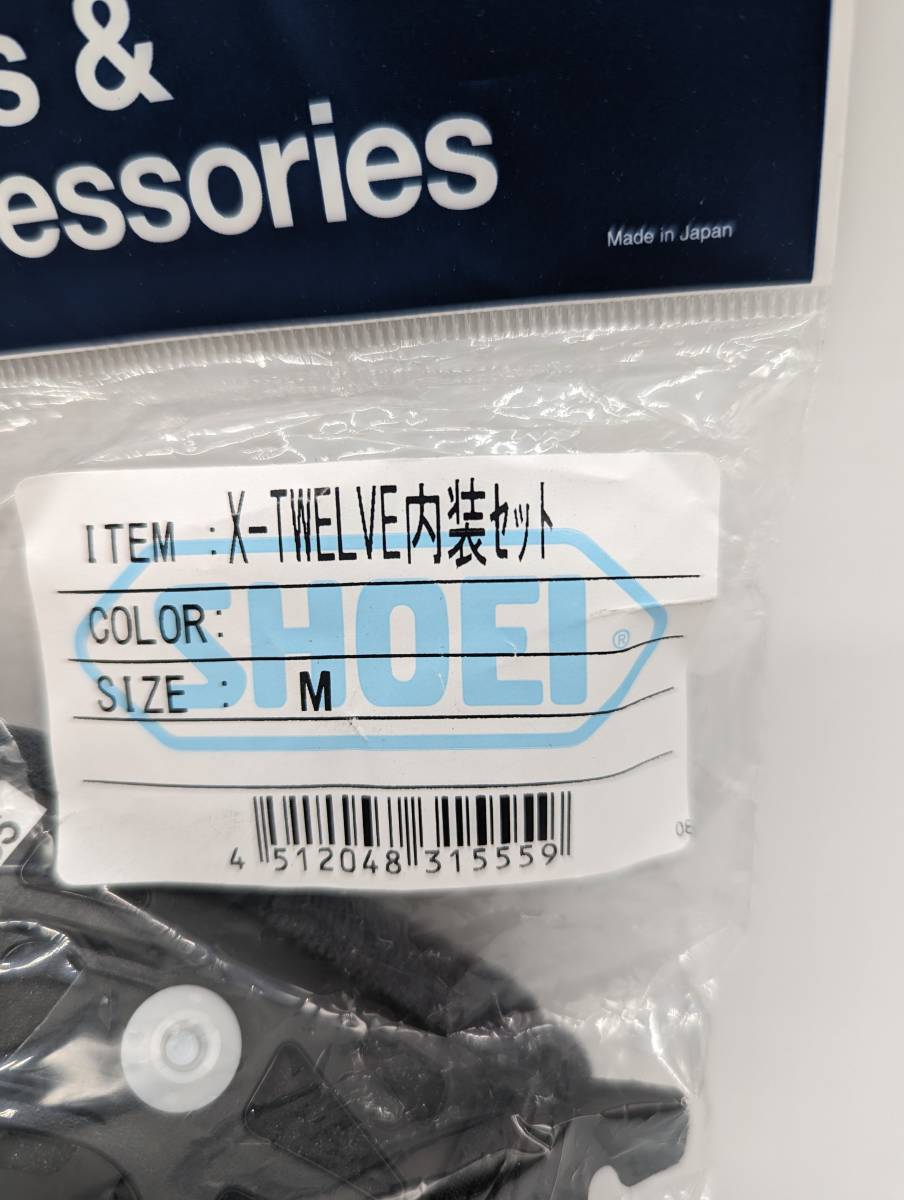 s &
essories
Made in Japan
ITEM : X-TWELVE内装ｾｯﾄ
COLOR:
SHOEI ®
SIZE : M
4 512048 315559